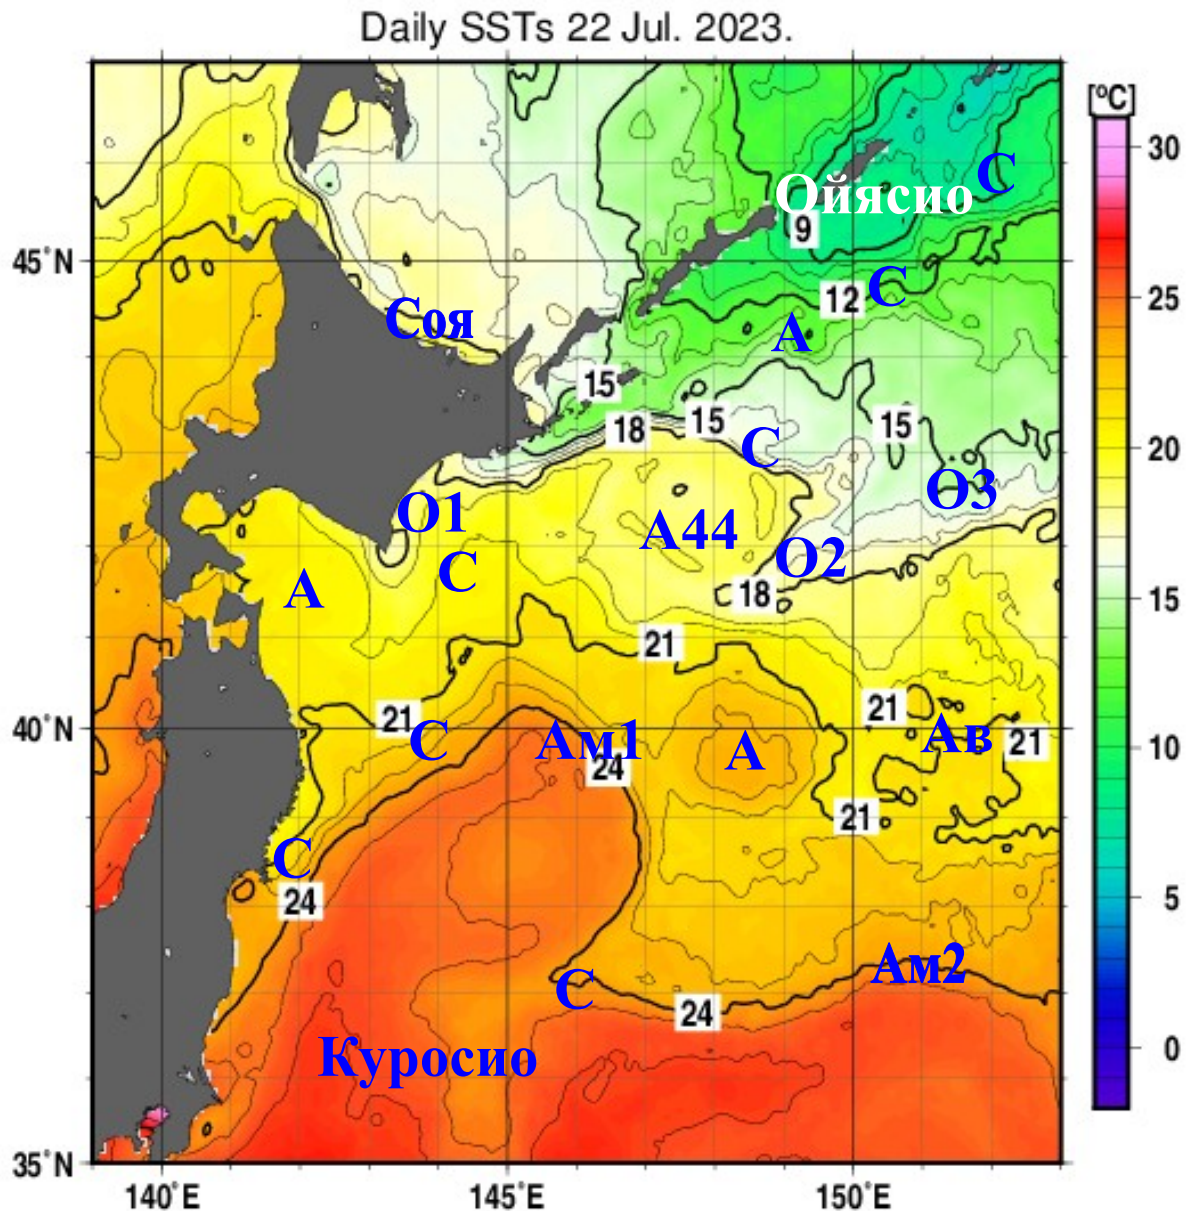 Daily SSTs 22 Jul. 2023.
[°C]
30
25
20
15
10
5
0
45°N
40°N
35°N
140°E
145°E
150°E
С
Ойясио
9
С
12
А
Соя
15
18
15
15
С
О3
О1
А44
О2
С
А
18
21
21
21
С
Ам1
24
А
Ав
21
21
С
24
Ам2
С
24
Куросио